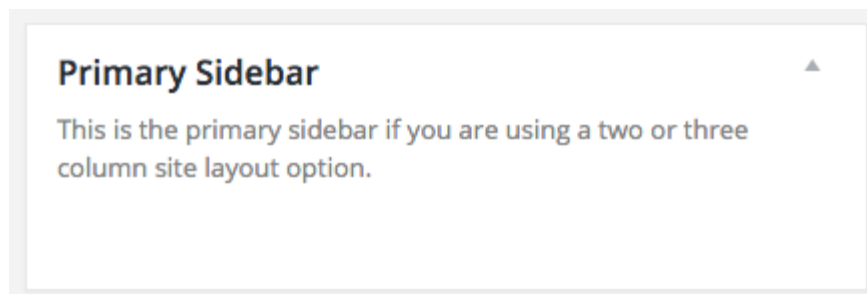 Primary Sidebar
This is the primary sidebar if you are using a two or three
column site layout option.